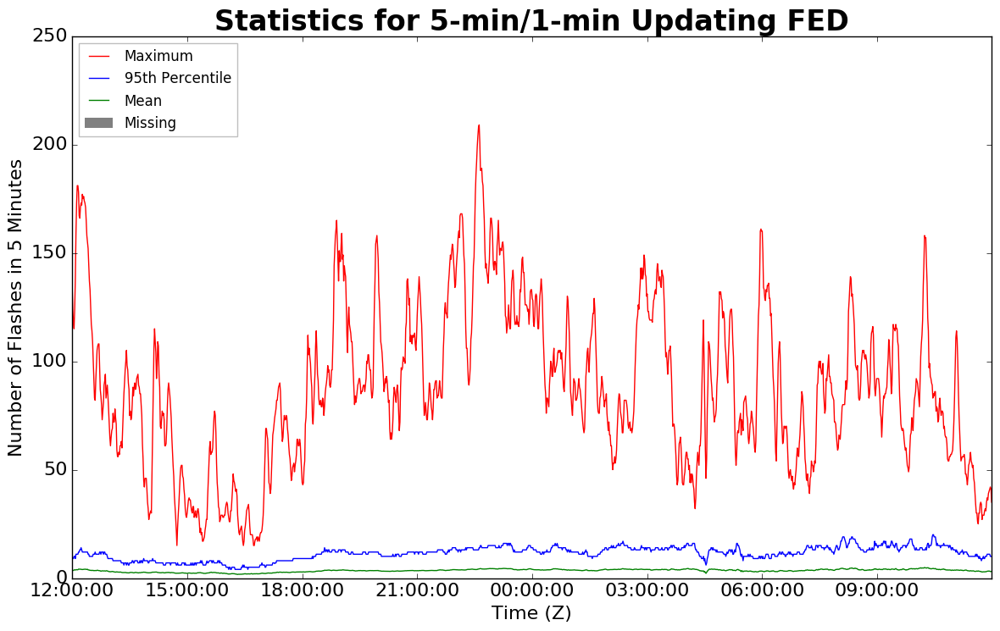 Statistics for 5-min/1-min Updating FED
250
200
150
100
50
0
Number of Flashes in 5 Minutes
Maximum
95th Percentile
Mean
Missing
12:00:00 15:00:00 18:00:00 21:00:00 00:00:00 03:00:00 06:00:00 09:00:00
Time (Z)